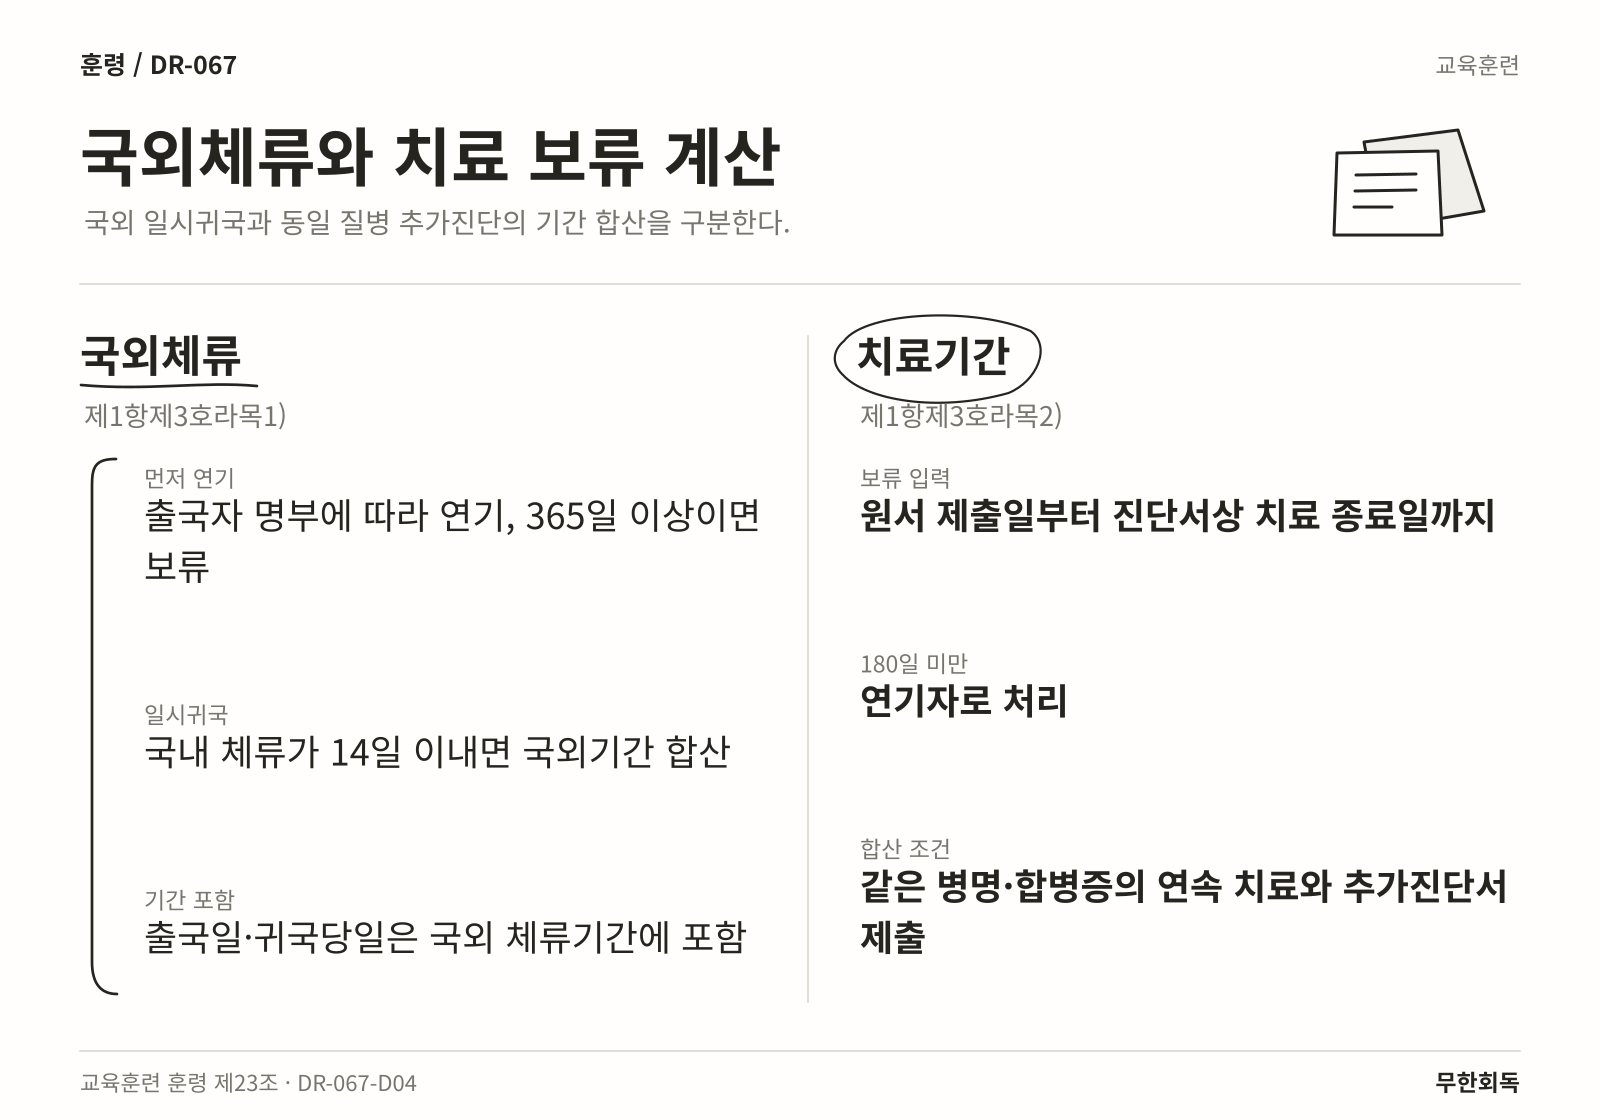 훈령 / DR-067
교육훈련
국외체류와 치료 보류 계산
국외 일시귀국과 동일 질병 추가진단의 기간 합산을 구분한다.
국외체류
제1항제3호라목1)
먼저 연기
출국자 명부에 따라 연기, 365일 이상이면
보류
일시귀국
국내 체류가 14일 이내면 국외기간 합산
기간 포함
출국일·귀국당일은 국외 체류기간에 포함
치료기간
제1항제3호라목2)
보류 입력
원서 제출일부터 진단서상 치료 종료일까지
180일 미만
연기자로 처리
합산 조건
같은 병명·합병증의 연속 치료와 추가진단서
제출
교육훈련 훈령 제23조 · DR-067-D04
무한회독